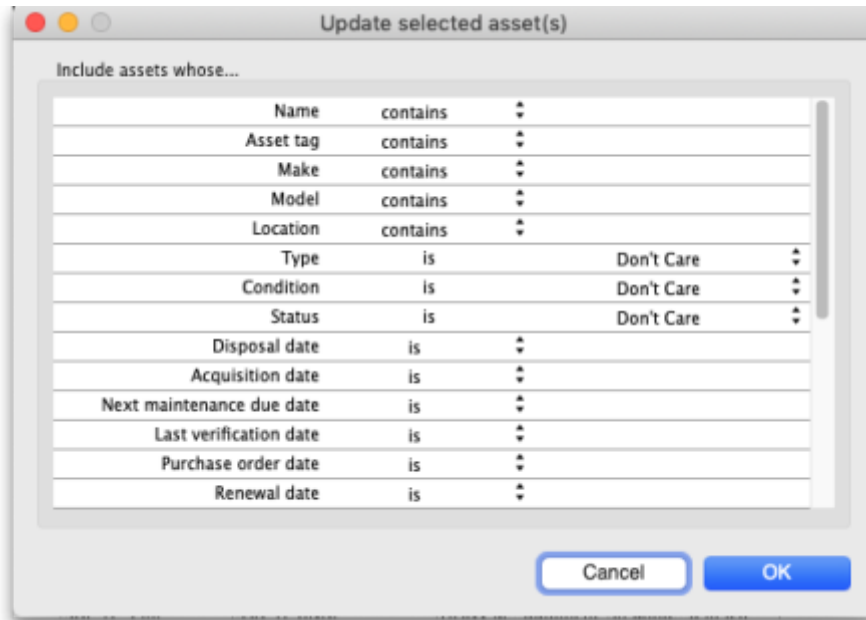 Update selected asset(s)
Include assets whose...
Name contains
Asset tag contains
Make contains
Model contains
Location contains
Type is Don't Care
Condition is Don't Care
Status is Don't Care
Disposal date is
Acquisition date is
Next maintenance due date is
Last verification date is
Purchase order date is
Renewal date is
Cancel OK